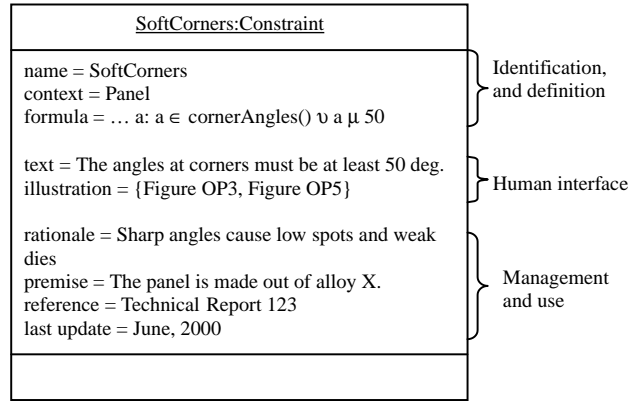 SoftCorners:Constraint
name = SoftCorners
context = Panel
formula = … a: a ∈ cornerAngles() υ a μ 50
Identification,
and definition
text = The angles at corners must be at least 50 deg.
illustration = {Figure OP3, Figure OP5}
Human interface
rationale = Sharp angles cause low spots and weak
dies
premise = The panel is made out of alloy X.
reference = Technical Report 123
last update = June, 2000
Management
and use